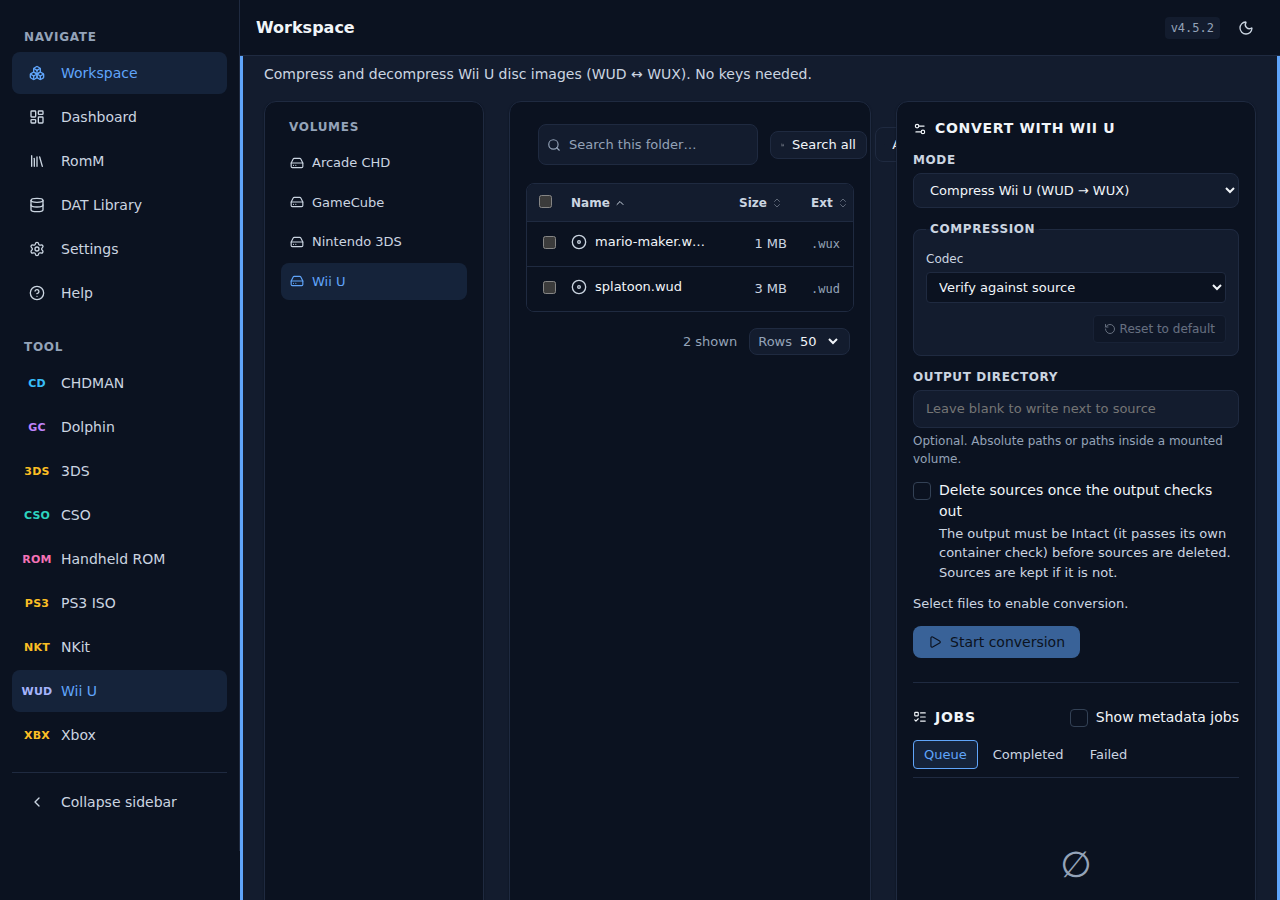 NAVIGATE
Workspace
Dashboard
RomM
DAT Library
Settings
Help
TOOL
CD CHDMAN
GC Dolphin
3DS 3DS
CSO CSO
ROM Handheld ROM
PS3 PS3 ISO
NKT NKit
WUD Wii U
XBX Xbox
Collapse sidebar
Workspace
v4.5.2
Compress and decompress Wii U disc images (WUD ↔ WUX). No keys needed.
VOLUMES
Arcade CHD
GameCube
Nintendo 3DS
Wii U
Search this folder…
Search all
Name Size Ext
mario-maker.w… 1 MB .wux
splatoon.wud 3 MB .wud
2 shown Rows 50
CONVERT WITH WII U
MODE
Compress Wii U (WUD → WUX)
COMPRESSION
Codec
Verify against source
Reset to default
OUTPUT DIRECTORY
Leave blank to write next to source
Optional. Absolute paths or paths inside a mounted
volume.
Delete sources once the output checks
out
The output must be Intact (it passes its own
container check) before sources are deleted.
Sources are kept if it is not.
Select files to enable conversion.
Start conversion
JOBS
Show metadata jobs
Queue Completed Failed